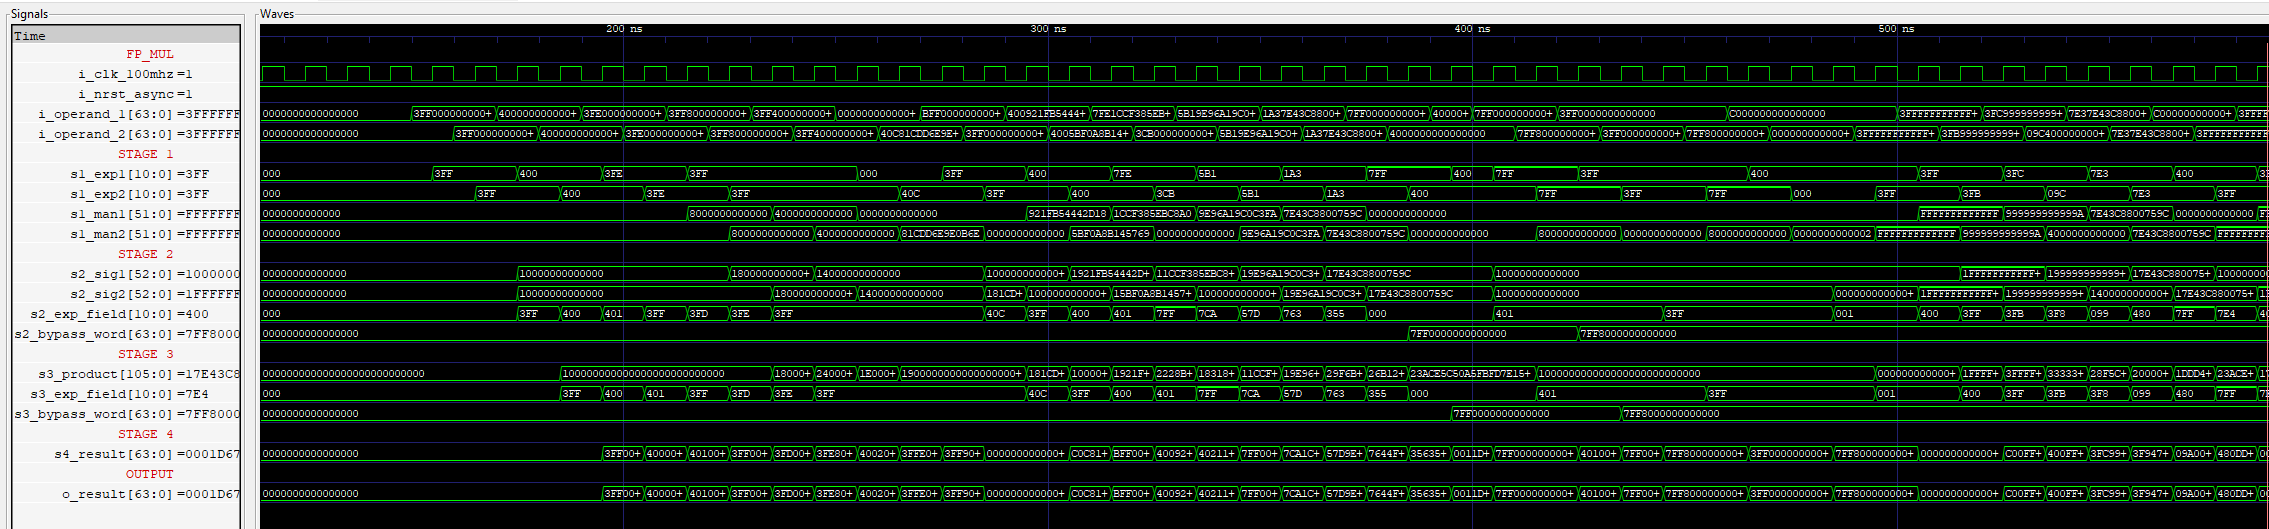 Signals Waves
Time 200 ns 300 ns 400 ns 500 ns
FP_MUL
i_clk_100mhz =1
i_nrst_async =1
i_operand_1[63:0] =3FFFFFF 0000000000000000 3FF000000000+ 400000000000+ 3FE000000000+ 3FF800000000+ 3FF400000000+ 000000000000+ BFF000000000+ 400921FB5444+ 7FE1CCF385EB+ 5B19E96A19C0+ 1A37E43C8800+ 7FF000000000+ 40000+ 7FF000000000+ 3FF0000000000000 C000000000000000 3FFFFFFFFFFF+ 3FC999999999+ 7E37E43C8800+ C00000000000+ 3FFFF
i_operand_2[63:0] =3FFFFFF 0000000000000000 3FF000000000+ 400000000000+ 3FE000000000+ 3FF800000000+ 3FF400000000+ 40C81CDD6E9E+ 3FF000000000+ 4005BF0A8B14+ 3CB000000000+ 5B19E96A19C0+ 1A37E43C8800+ 4000000000000000 7FF800000000+ 3FF000000000+ 7FF800000000+ 000000000000+ 3FFFFFFFFFFF+ 3FB999999999+ 09C400000000+ 7E37E43C8800+ 3FFFFFFFFFFF
STAGE 1
s1_exp1[10:0] =3FF 000 3FF 400 3FE 3FF 000 3FF 400 7FE 5B1 1A3 7FF 400 7FF 3FF 400 3FF 3FC 7E3 400 3F
s1_exp2[10:0] =3FF 000 3FF 400 3FE 3FF 40C 3FF 400 3CB 5B1 1A3 400 7FF 3FF 7FF 000 3FF 3FB 09C 7E3 3FF
s1_man1[51:0] =FFFFFFF 0000000000000 8000000000000 4000000000000 0000000000000 921FB54442D18 1CCF385EBC8A0 9E96A19C0C3FA 7E43C8800759C 0000000000000 FFFFFFFFFFFFF 999999999999A 7E43C8800759C 0000000000000 FF
s1_man2[51:0] =FFFFFFF 0000000000000 8000000000000 4000000000000 81CDD6E9E0B6E 0000000000000 5BF0A8B145769 0000000000000 9E96A19C0C3FA 7E43C8800759C 0000000000000 8000000000000 0000000000000 8000000000000 0000000000002 FFFFFFFFFFFFF 999999999999A 4000000000000 7E43C8800759C FFFFFFFF
STAGE 2
s2_sig1[52:0] =1000000 00000000000000 10000000000000 180000000000+ 14000000000000 100000000000+ 1921FB54442D+ 11CCF385EBC8+ 19E96A19C0C3+ 17E43C8800759C 10000000000000 1FFFFFFFFFFF+ 199999999999+ 17E43C880075+ 10000000
s2_sig2[52:0] =1FFFFFF 00000000000000 10000000000000 180000000000+ 14000000000000 181CD+ 100000000000+ 15BF0A8B1457+ 100000000000+ 19E96A19C0C3+ 17E43C8800759C 10000000000000 000000000000+ 1FFFFFFFFFFF+ 199999999999+ 140000000000+ 17E43C880075+ 1F
s2_exp_field[10:0] =400 000 3FF 400 401 3FF 3FD 3FE 3FF 40C 3FF 400 401 7FF 7CA 57D 763 355 000 401 3FF 001 400 3FF 3FB 3F8 099 480 7FF 7E4 40
s2_bypass_word[63:0] =7FF8000 0000000000000000 7FF0000000000000 7FF8000000000000
STAGE 3
s3_product[105:0] =17E43C8 000000000000000000000000000 100000000000000000000000000 18000+ 24000+ 1E000+ 19000000000000000000+ 181CD+ 10000+ 1921F+ 2228B+ 18318+ 11CCF+ 19E96+ 29F6B+ 26B12+ 23ACE5C50A5FBFD7E15+ 100000000000000000000000000 000000000000+ 1FFFF+ 3FFFF+ 33333+ 28F5C+ 20000+ 1DDD4+ 23ACE+ 17
s3_exp_field[10:0] =7E4 000 3FF 400 401 3FF 3FD 3FE 3FF 40C 3FF 400 401 7FF 7CA 57D 763 355 000 401 3FF 001 400 3FF 3FB 3F8 099 480 7FF
s3_bypass_word[63:0] =7FF8000 0000000000000000 7FF0000000000000 7FF8000000000000
STAGE 4
s4_result[63:0] =0001D67 0000000000000000 3FF00+ 40000+ 40100+ 3FF00+ 3FD00+ 3FE80+ 40020+ 3FFE0+ 3FF90+ 000000000000+ C0C81+ BFF00+ 40092+ 40211+ 7FF00+ 7CA1C+ 57D9E+ 7644F+ 35635+ 0011D+ 7FF000000000+ 40100+ 7FF00+ 7FF800000000+ 3FF000000000+ 7FF800000000+ 000000000000+ C00FF+ 400FF+ 3FC99+ 3F947+ 09A00+ 480DD+ 00
OUTPUT
o_result[63:0] =0001D67 0000000000000000 3FF00+ 40000+ 40100+ 3FF00+ 3FD00+ 3FE80+ 40020+ 3FFE0+ 3FF90+ 000000000000+ C0C81+ BFF00+ 40092+ 40211+ 7FF00+ 7CA1C+ 57D9E+ 7644F+ 35635+ 0011D+ 7FF000000000+ 40100+ 7FF00+ 7FF800000000+ 3FF000000000+ 7FF800000000+ 000000000000+ C00FF+ 400FF+ 3FC99+ 3F947+ 09A00+ 480DD+ 00